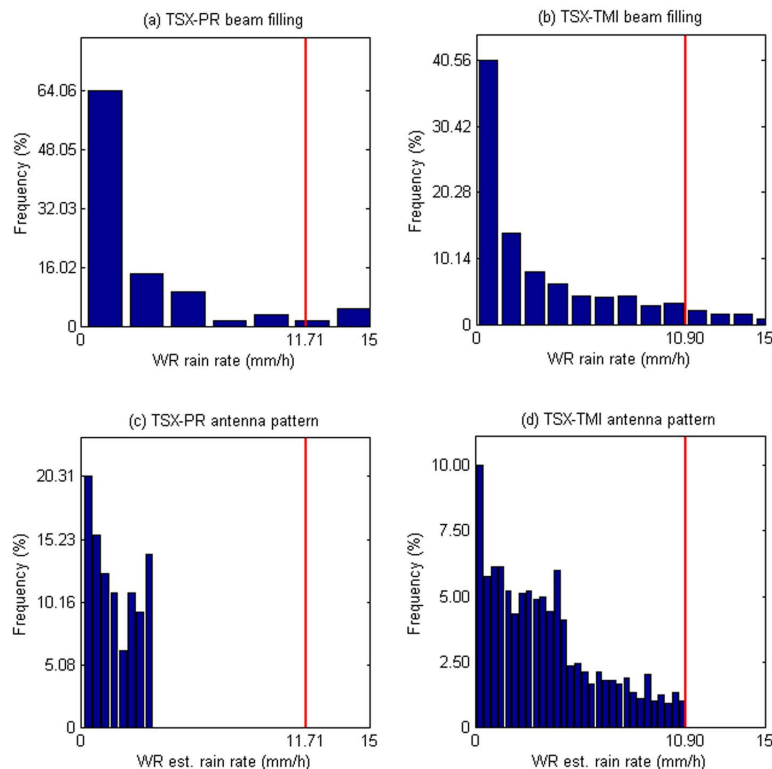 (a) TSX-PR beam filling
64.06
48.05
32.03
16.02
0
Frequency (%)
0 11.71 15
WR rain rate (mm/h)
(b) TSX-TMI beam filling
40.56
30.42
20.28
10.14
0
Frequency (%)
0 10.90 15
WR rain rate (mm/h)
(c) TSX-PR antenna pattern
20.31
15.23
10.16
5.08
0
Frequency (%)
0 11.71 15
WR est. rain rate (mm/h)
(d) TSX-TMI antenna pattern
10.00
7.50
5.00
2.50
0
Frequency (%)
0 10.90 15
WR est. rain rate (mm/h)